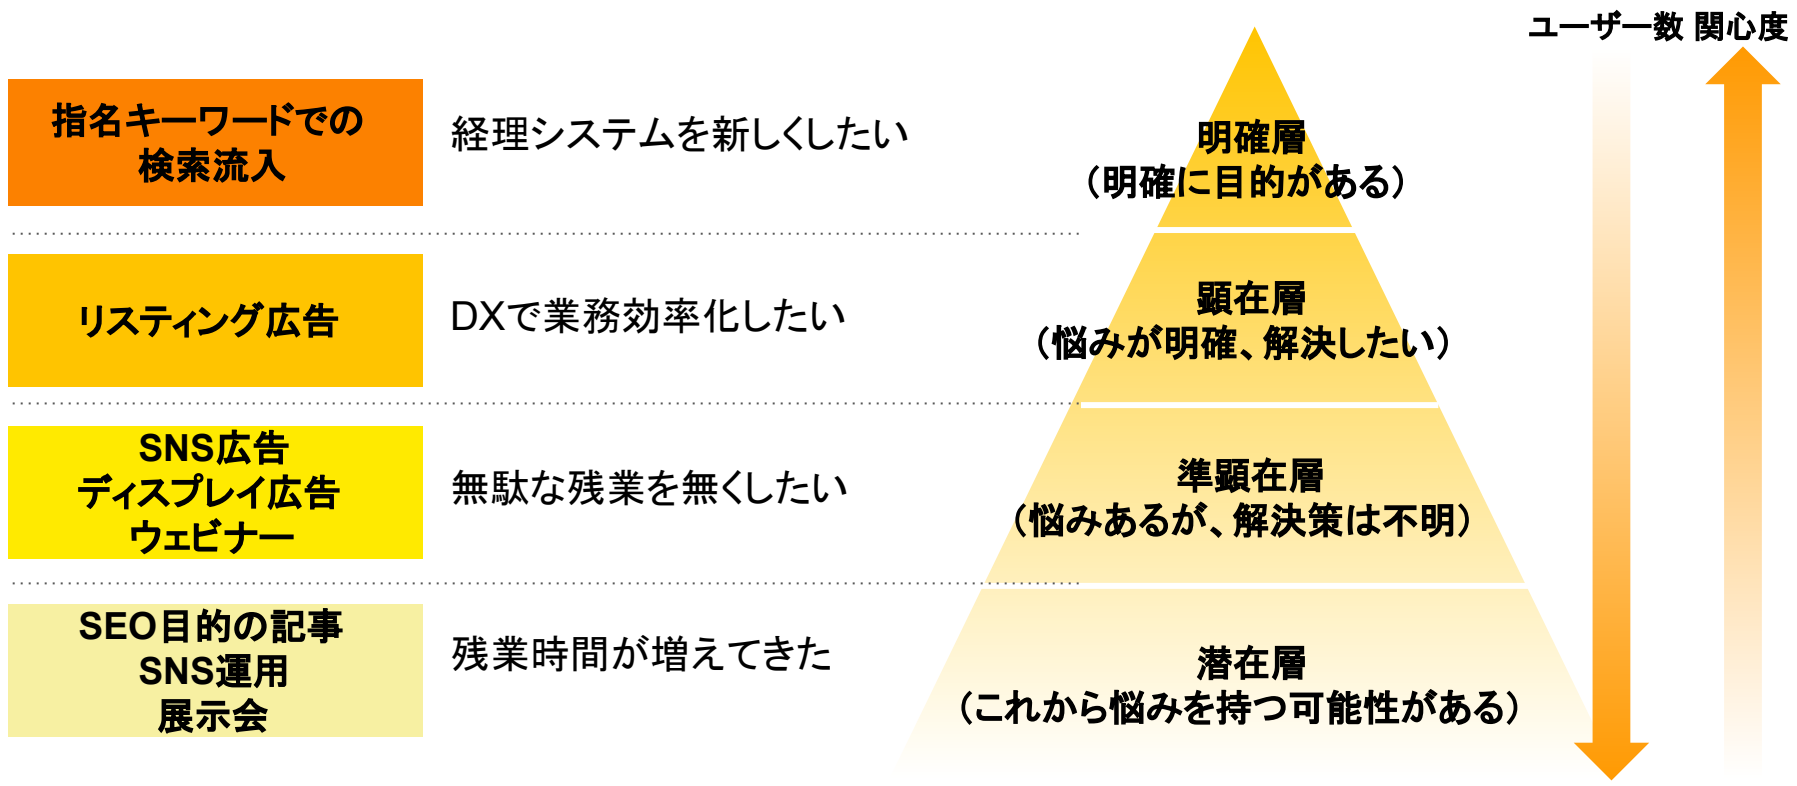 ユーザー数 関心度
指名キーワードでの
検索流入
経理システムを新しくしたい
明確層
（明確に目的がある）
リスティング広告
DXで業務効率化したい
顕在層
（悩みが明確、解決したい）
SNS広告
ディスプレイ広告
ウェビナー
無駄な残業を無くしたい
準顕在層
（悩みあるが、解決策は不明）
SEO目的の記事
SNS運用
展示会
残業時間が増えてきた
潜在層
（これから悩みを持つ可能性がある）